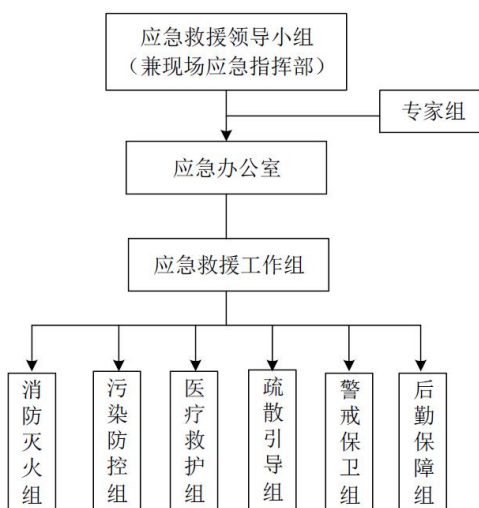 应急救援领导小组
（兼现场应急指挥部）
专家组
应急办公室
应急救援工作组
消防灭火组
污染防控组
医疗救护组
疏散引导组
警戒保卫组
后勤保障组